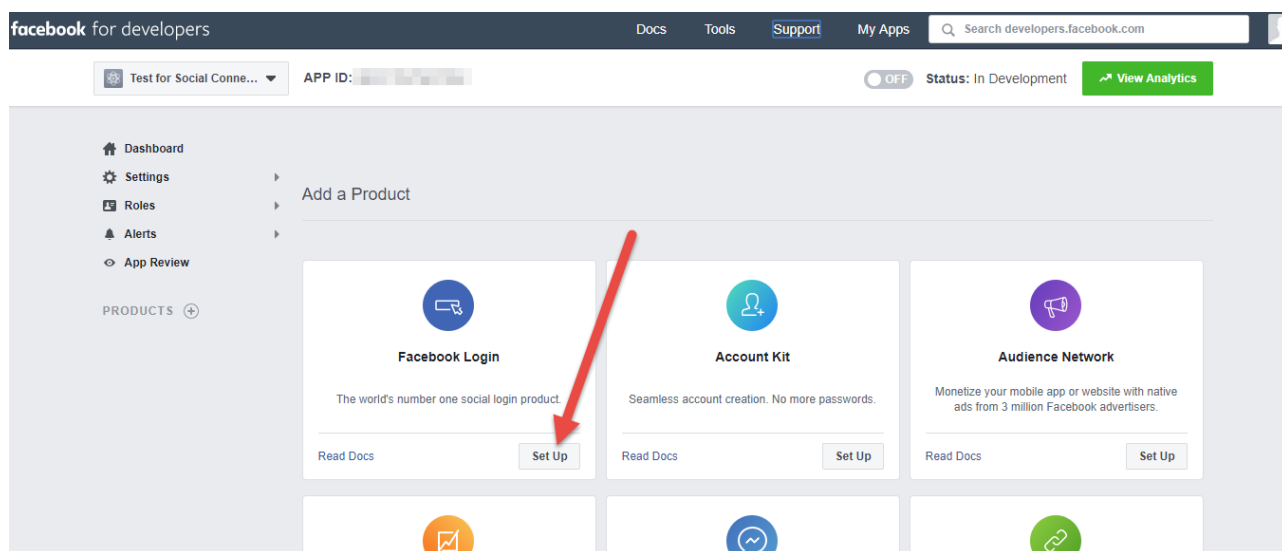 facebook for developers Docs Tools Support My Apps Search developers.facebook.com
Test for Social Conne... APP ID: OFF Status: In Development View Analytics
Dashboard
Settings
Roles
Alerts
App Review
PRODUCTS
Add a Product
Facebook Login
The world's number one social login product.
Read Docs Set Up
Account Kit
Seamless account creation. No more passwords.
Read Docs Set Up
Audience Network
Monetize your mobile app or website with native
ads from 3 million Facebook advertisers.
Read Docs Set Up